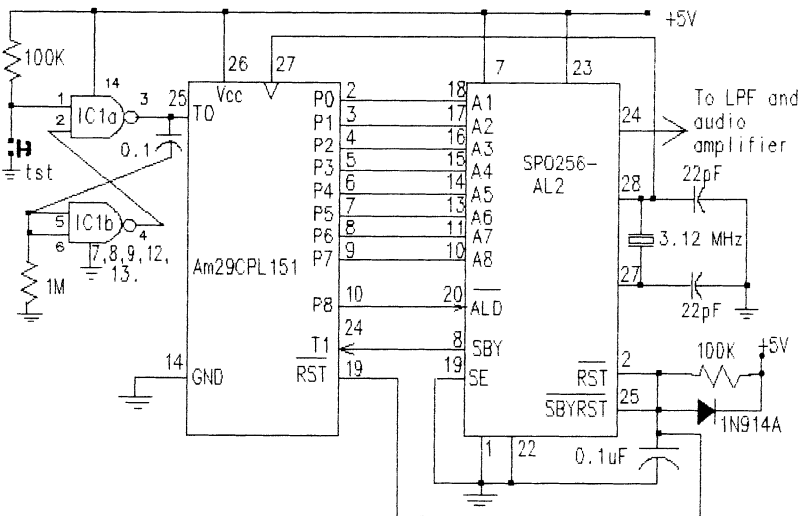 +5V
100K
26
27
7
23
14
1
IC1a
3
25
Vcc
T0
2
tst
0.1
P0
2
18
A1
P1
3
17
A2
P2
4
16
A3
P3
5
15
A4
P4
6
14
A5
P5
7
13
A6
P6
8
11
A7
P7
9
10
A8
24
To LPF and
audio
amplifier
SP0256-
AL2
28
22pF
3.12 MHz
27
22pF
5
IC1b
6
4
7,8,9,12,
13.
1M
Am29CPL151
P8
10
20
ALD
T1
24
8
SBY
RST
19
19
SE
14
GND
2
RST
25
SBYRST
100K
+5V
1N914A
1
22
0.1uF